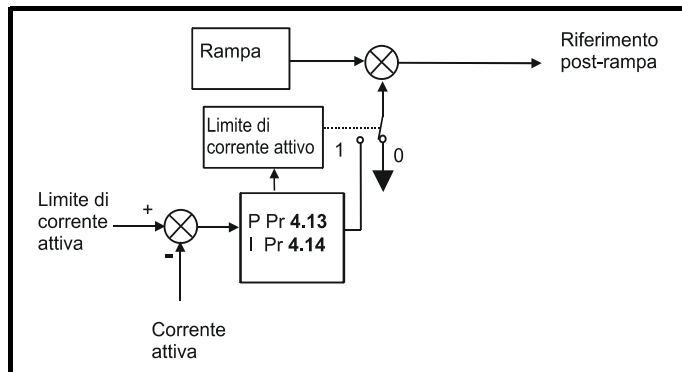 Rampa
Riferimento
post-rampa
Limite di
corrente attivo
1
0
Limite di
corrente
attiva
+
-
P Pr 4.13
I Pr 4.14
Corrente
attiva